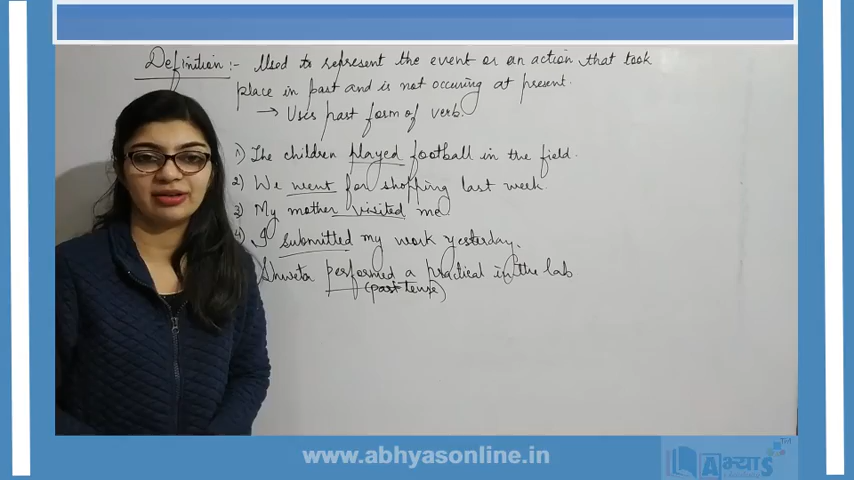 Definition :- Used to represent the event or an action that took
place in past and is not occuring at present.
→ Uses past form of verb.
1) The children played football in the field.
2) We went for shopping last week.
3) My mother visited me.
4) I submitted my work yesterday.
Shweta performed a practical in the lab
(past tense)
www.abhyasonline.in
अभ्यास
TM